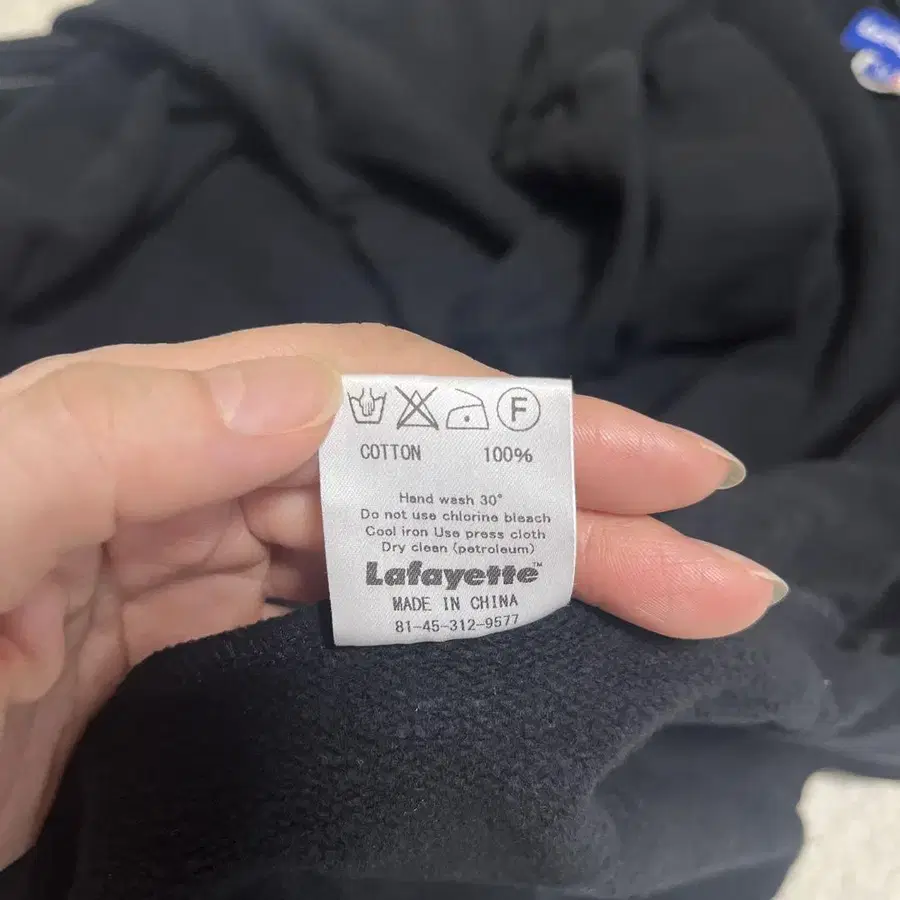 F
COTTON 100%
Hand wash 30°
Do not use chlorine bleach
Cool iron Use press cloth
Dry clean (petroleum)
Lafayette™
MADE IN CHINA
81-45-312-9577